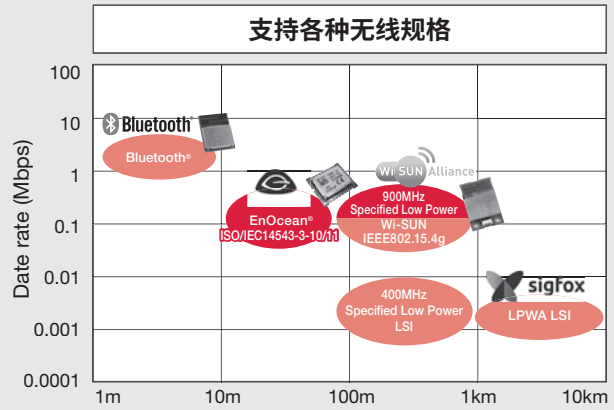 支持各种无线规格
Date rate (Mbps)
100
10
1
0.1
0.01
0.001
0.0001
Bluetooth®
Bluetooth®
EnOcean®
ISO/IEC14543-3-10/11
Wi SUN Alliance
900MHz
Specified Low Power
Wi-SUN
IEEE802.15.4g
400MHz
Specified Low Power
LSI
sigfox
LPWA LSI
1m
10m
100m
1km
10km